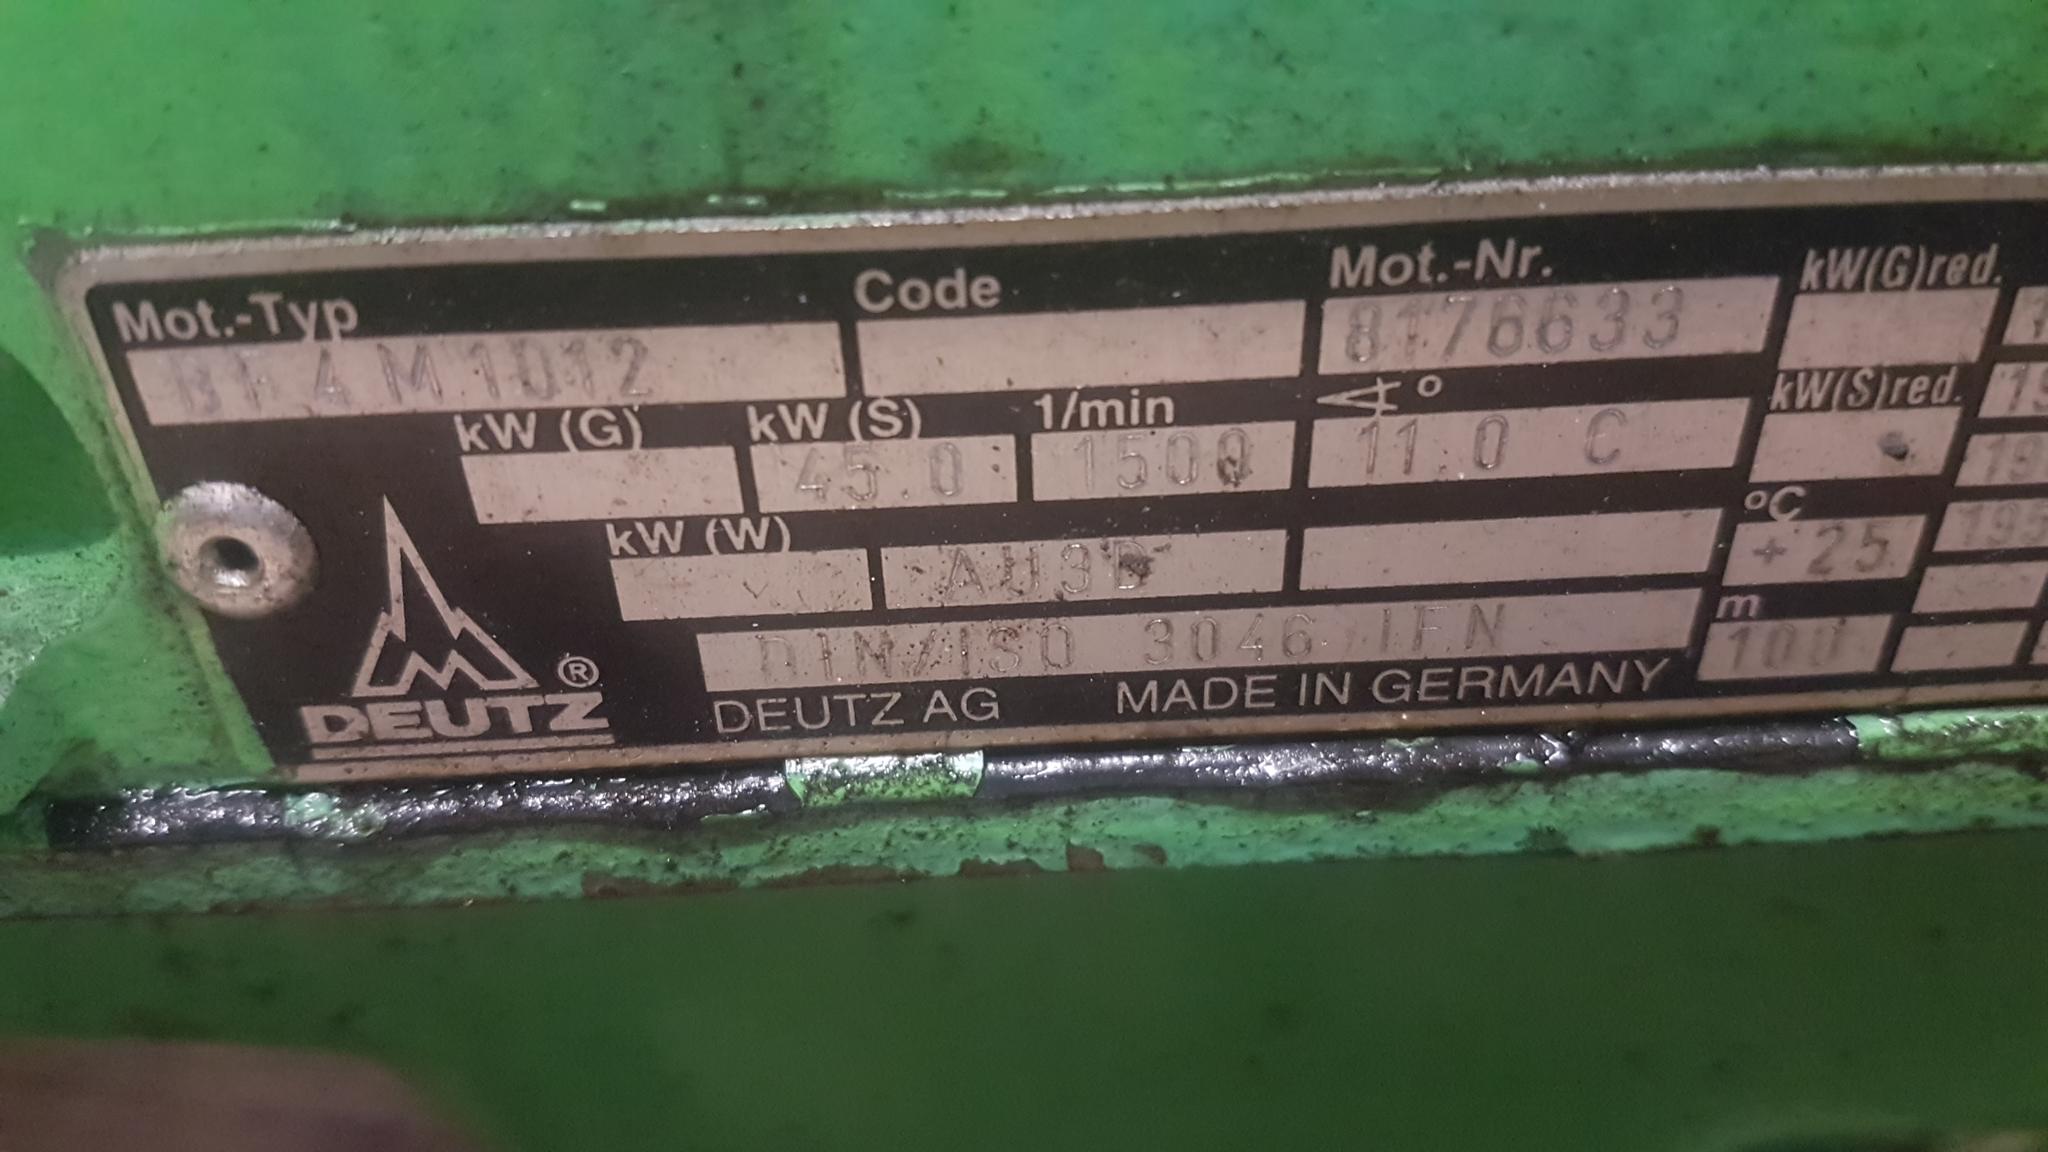 Mot.-Typ Code Mot.-Nr. kW(G)red.
BF4M1012 8176633
kW (G) kW (S) 1/min ∢° kW(S)red.
45.0 1500 11.0 C
kW (W) °C
AU3D +25
m
DIN/ISO 3046 IFN 100
DEUTZ AG MADE IN GERMANY
DEUTZ®